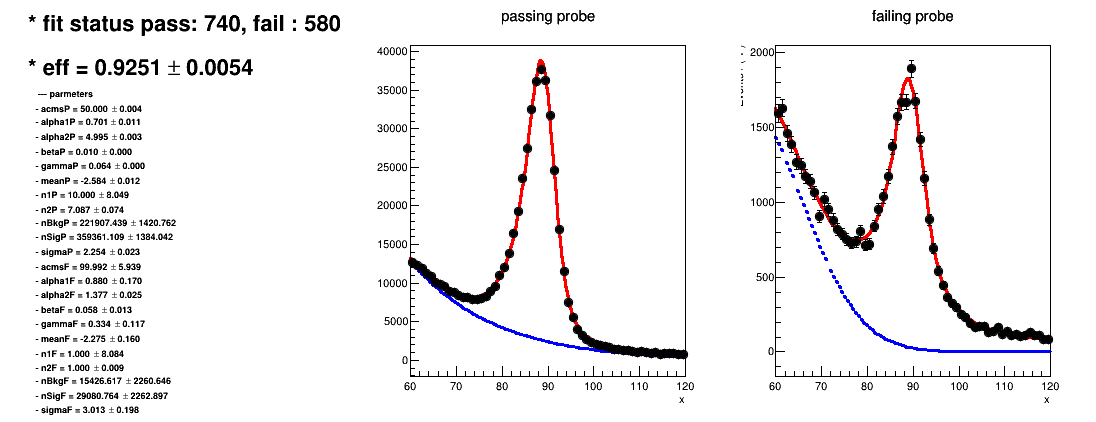 * fit status pass: 740, fail : 580
* eff = 0.9251 ± 0.0054
--- parmeters
- acmsP = 50.000 ± 0.004
- alpha1P = 0.701 ± 0.011
- alpha2P = 4.995 ± 0.003
- betaP = 0.010 ± 0.000
- gammaP = 0.064 ± 0.000
- meanP = -2.584 ± 0.012
- n1P = 10.000 ± 8.049
- n2P = 7.087 ± 0.074
- nBkgP = 221907.439 ± 1420.762
- nSigP = 359361.109 ± 1384.042
- sigmaP = 2.254 ± 0.023
- acmsF = 99.992 ± 5.939
- alpha1F = 0.880 ± 0.170
- alpha2F = 1.377 ± 0.025
- betaF = 0.058 ± 0.013
- gammaF = 0.334 ± 0.117
- meanF = -2.275 ± 0.160
- n1F = 1.000 ± 8.084
- n2F = 1.000 ± 0.009
- nBkgF = 15426.617 ± 2260.646
- nSigF = 29080.764 ± 2262.897
- sigmaF = 3.013 ± 0.198
passing probe
40000
35000
30000
25000
20000
15000
10000
5000
0
60 70 80 90 100 110 120
x
failing probe
2000
1500
1000
500
0
60 70 80 90 100 110 120
x